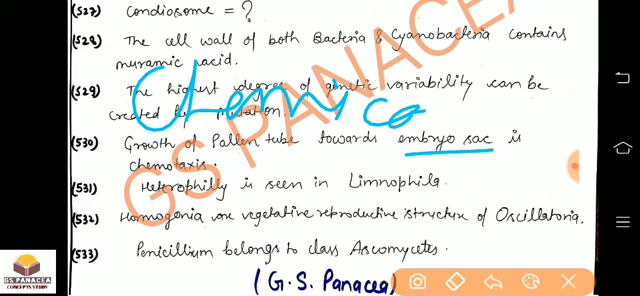 (527) Condiosome = ?
(528) The cell wall of both Bacteria & Cyanobacteria contains
muramic acid.
(529) The highest degree of genetic variability can be
created by mutation.
(530) Growth of Pollen tube towards embryo sac is
chemotaxis.
(531) Heterophilly is seen in Limnophila.
(532) Hormogonia are vegetative reproductive structure of Oscillatoria.
(533) Penicillium belongs to class Ascomycetes.
(G.S. Panacea)
GS PANACEA
GS PANACEA
CONCEPTS STUDY